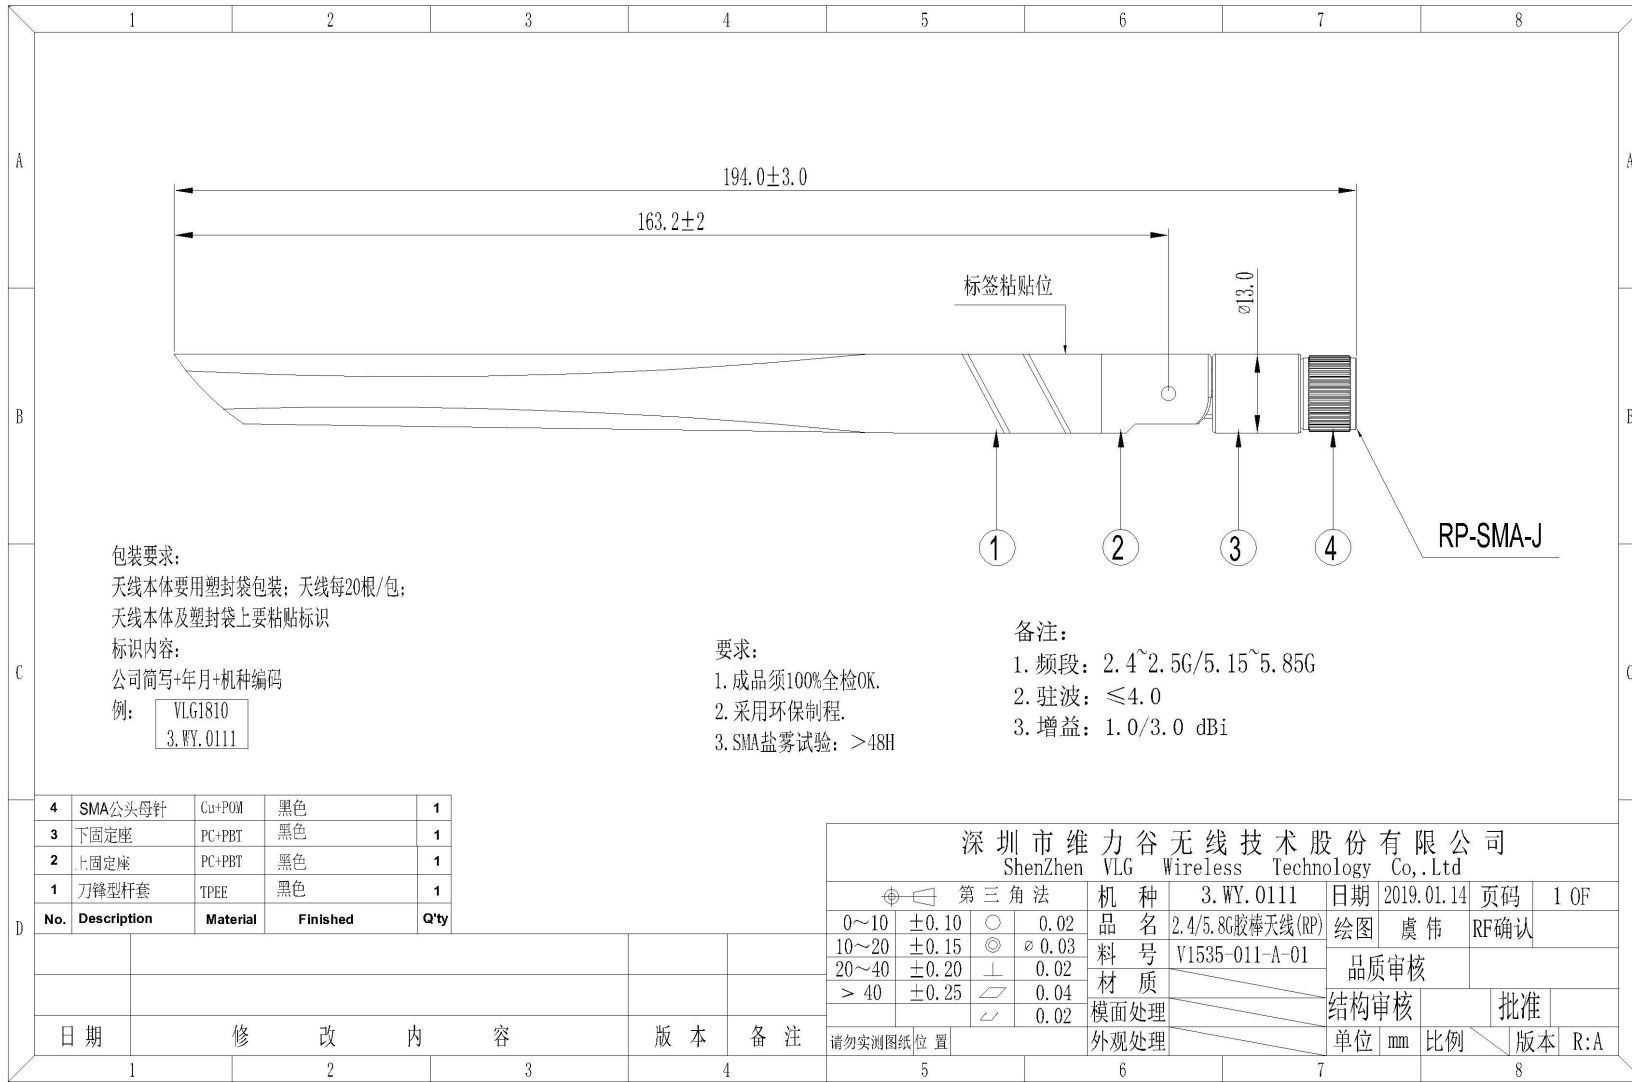 1 2 3 4 5 6 7 8
A A
194.0±3.0
163.2±2
标签粘贴位
⌀13.0
B B
1 2 3 4
RP-SMA-J
包装要求:
天线本体要用塑封袋包装; 天线每20根/包;
天线本体及塑封袋上要粘贴标识
标识内容:
公司简写+年月+机种编码
例:
VLG1810
3.WY.0111
要求:
1.成品须100%全检OK.
2.采用环保制程.
3.SMA盐雾试验: >48H
备注:
1.频段: 2.4~2.5G/5.15~5.85G
2.驻波: ≤4.0
3.增益: 1.0/3.0 dBi
C C
4 SMA公头母针 Cu+POM 黑色 1
3 下固定座 PC+PBT 黑色 1
2 上固定座 PC+PBT 黑色 1
1 刀锋型杆套 TPEE 黑色 1
No. Description Material Finished Q'ty
D
日期 修改内容 版本 备注
深圳市维力谷无线技术股份有限公司
ShenZhen VLG Wireless Technology Co,.Ltd
第三角法 机种 3.WY.0111 日期 2019.01.14 页码 1 OF
0~10 ±0.10 ○ 0.02 品名 2.4/5.8G胶棒天线(RP) 绘图 虞伟 RF确认
10~20 ±0.15 ◎ ⌀0.03 料号 V1535-011-A-01 品质审核
20~40 ±0.20 ⊥ 0.02 材质
> 40 ±0.25 ▱ 0.04 模面处理 结构审核 批准
0.02
请勿实测图纸 位置 外观处理 单位 mm 比例 版本 R:A
1 2 3 4 5 6 7 8